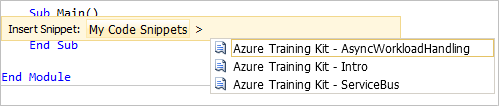 Sub Main()
Insert Snippet: My Code Snippets >
End Sub
Azure Training Kit - AsyncWorkloadHandling
Azure Training Kit - Intro
Azure Training Kit - ServiceBus
End Module